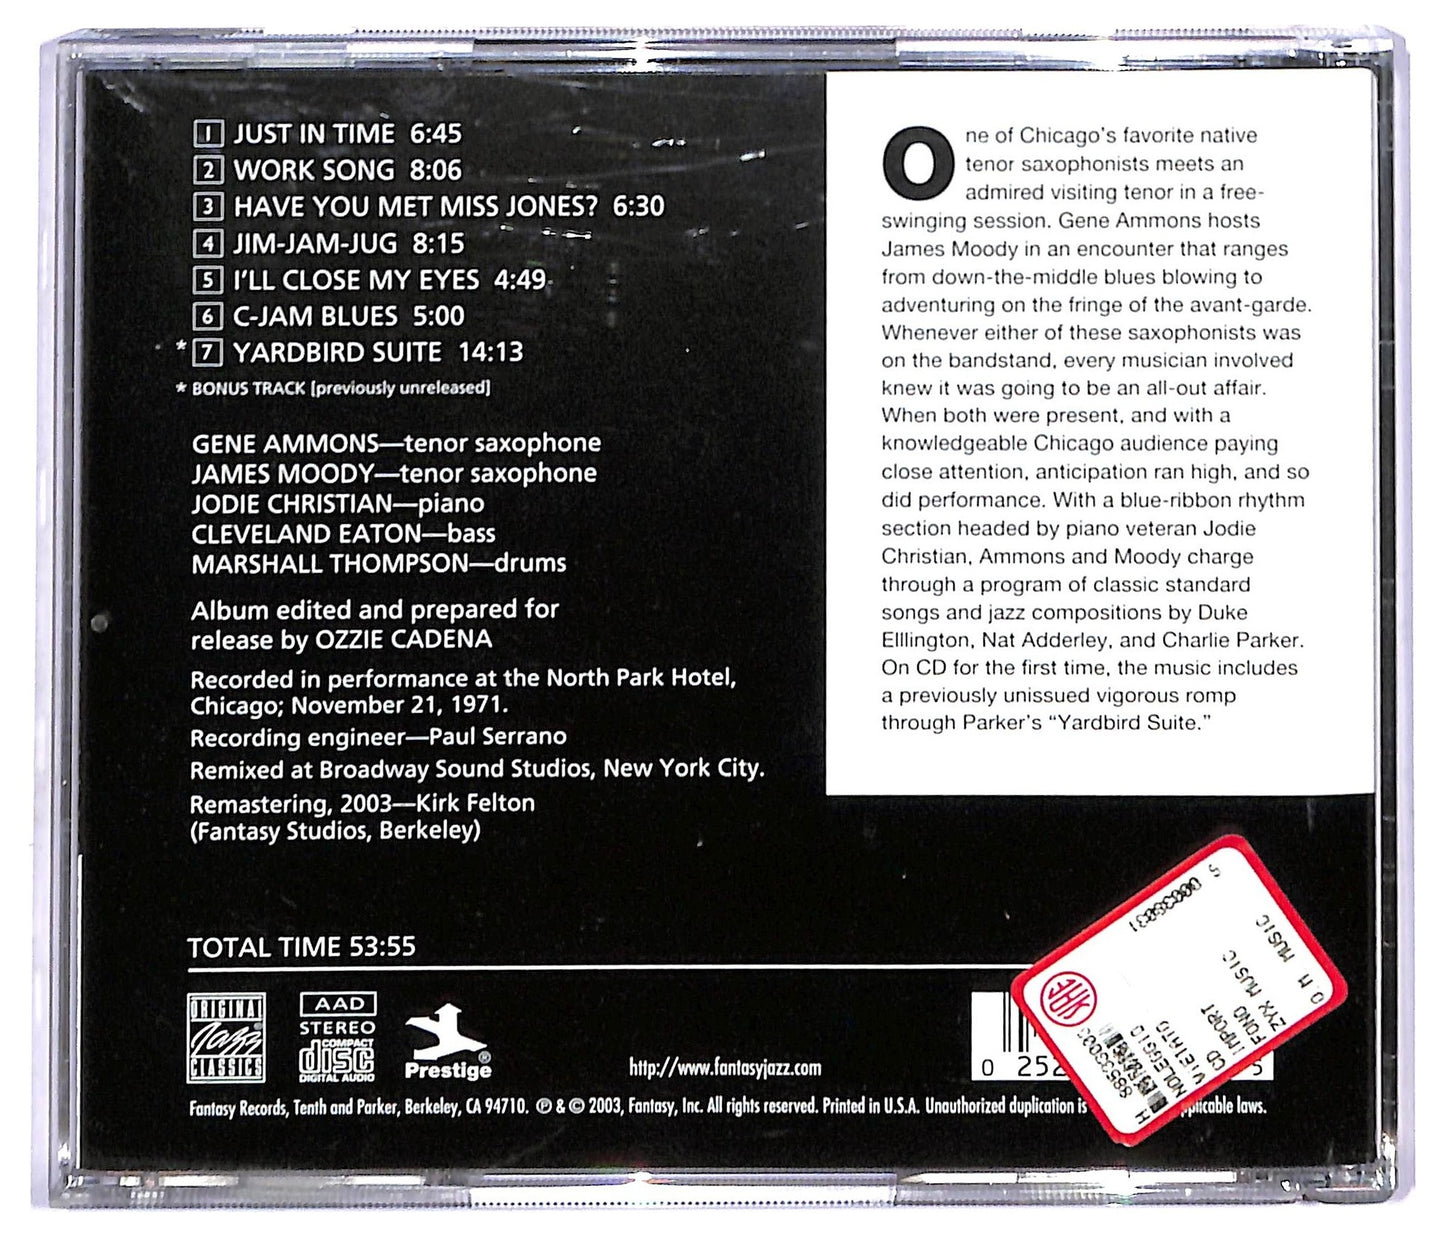 1 JUST IN TIME 6:45
2 WORK SONG 8:06
3 HAVE YOU MET MISS JONES? 6:30
4 JIM-JAM-JUG 8:15
5 I'LL CLOSE MY EYES 4:49
6 C-JAM BLUES 5:00
* 7 YARDBIRD SUITE 14:13
* BONUS TRACK [previously unreleased]
GENE AMMONS—tenor saxophone
JAMES MOODY—tenor saxophone
JODIE CHRISTIAN—piano
CLEVELAND EATON—bass
MARSHALL THOMPSON—drums
Album edited and prepared for
release by OZZIE CADENA
Recorded in performance at the North Park Hotel,
Chicago; November 21, 1971.
Recording engineer—Paul Serrano
Remixed at Broadway Sound Studios, New York City.
Remastering, 2003—Kirk Felton
(Fantasy Studios, Berkeley)
One of Chicago's favorite native
tenor saxophonists meets an
admired visiting tenor in a free-
swinging session. Gene Ammons hosts
James Moody in an encounter that ranges
from down-the-middle blues blowing to
adventuring on the fringe of the avant-garde.
Whenever either of these saxophonists was
on the bandstand, every musician involved
knew it was going to be an all-out affair.
When both were present, and with a
knowledgeable Chicago audience paying
close attention, anticipation ran high, and so
did performance. With a blue-ribbon rhythm
section headed by piano veteran Jodie
Christian, Ammons and Moody charge
through a program of classic standard
songs and jazz compositions by Duke
Elllington, Nat Adderley, and Charlie Parker.
On CD for the first time, the music includes
a previously unissued vigorous romp
through Parker's “Yardbird Suite.”
TOTAL TIME 53:55
ORIGINAL
Jazz
CLASSICS
AAD
STEREO
COMPACT
disc
DIGITAL AUDIO
Prestige®
http://www.fantasyjazz.com
0 252
5
Fantasy Records, Tenth and Parker, Berkeley, CA 94710. ℗ & © 2003, Fantasy, Inc. All rights reserved. Printed in U.S.A. Unauthorized duplication is
plicable laws.
SIAE
O.M MUSIC
ZYX MUSIC
FONO
CD IMPORT
VIETATO
NOLEGGIO